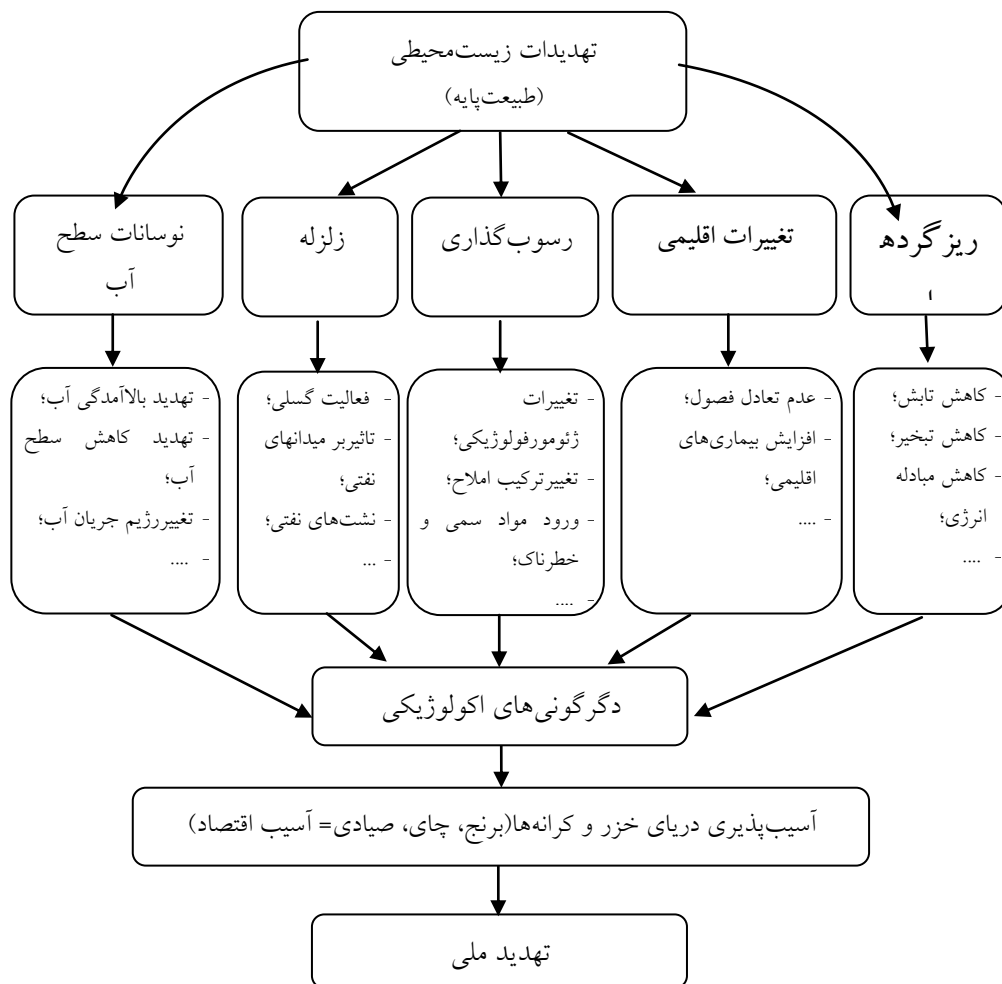 تهدیدات زیست‌محیطی
(طبیعت‌پایه)
ریزگرده
ا
تغییرات اقلیمی
رسوب‌گذاری
زلزله
نوسانات سطح
آب
- کاهش تابش؛
- کاهش تبخیر؛
- کاهش مبادله
انرژی؛
- ....
- عدم تعادل فصول؛
- افزایش بیماری‌های
اقلیمی؛
- ....
- تغییرات
ژئومورفولوژیکی؛
- تغییرترکیب املاح؛
- ورود مواد سمی و
خطرناک؛
- ....
- فعالیت گسلی؛
- تاثیربر میدانهای
نفتی؛
- نشت‌های نفتی؛
- ...
- تهدید بالاآمدگی آب؛
- تهدید کاهش سطح
آب؛
- تغییررژیم جریان آب؛
- ....
دگرگونی‌های اکولوژیکی
آسیب‌پذیری دریای خزر و کرانه‌ها(برنج، چای، صیادی= آسیب اقتصاد)
تهدید ملی